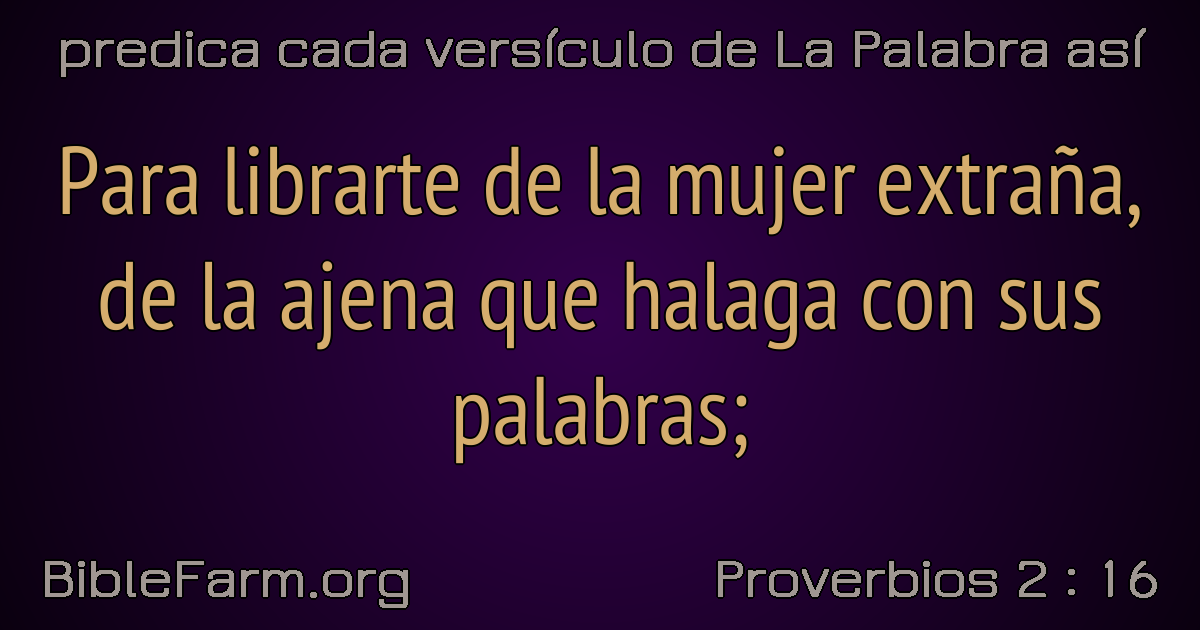 predica cada versículo de La Palabra así
Para librarte de la mujer extraña,
de la ajena que halaga con sus
palabras;
BibleFarm.org
Proverbios 2 : 16